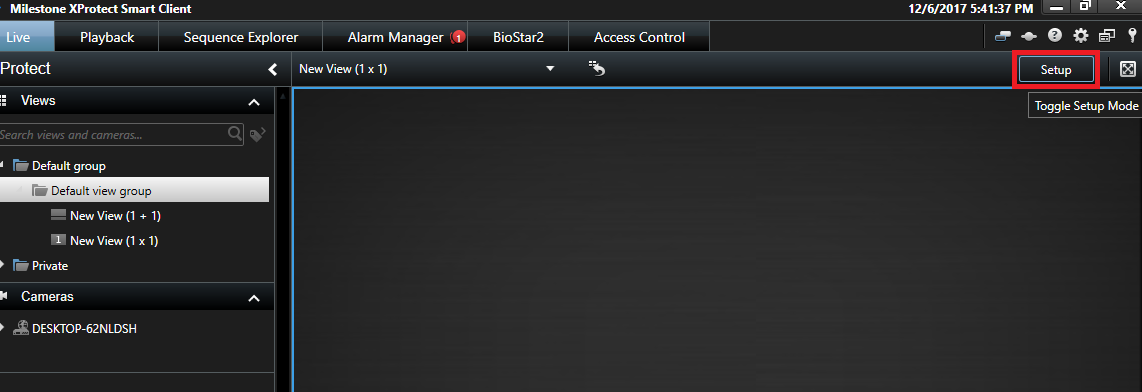 Milestone XProtect Smart Client
12/6/2017 5:41:37 PM
Live
Playback
Sequence Explorer
Alarm Manager
1
BioStar2
Access Control
?
Protect
New View (1 x 1)
Setup
Toggle Setup Mode
Views
Search views and cameras...
Default group
Default view group
New View (1 + 1)
1
New View (1 x 1)
Private
Cameras
DESKTOP-62NLDSH